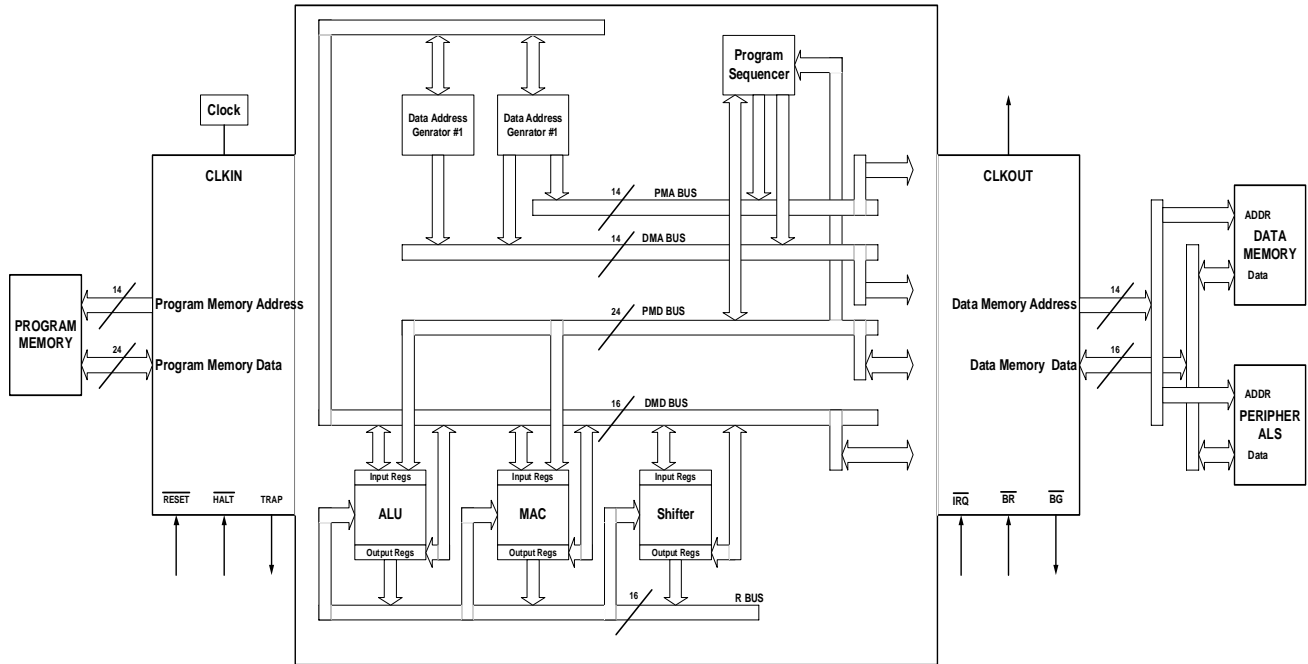 Clock
CLKIN
14
Program Memory Address
PROGRAM
MEMORY
24
Program Memory Data
RESET
HALT
TRAP
Data Address
Genrator #1
Data Address
Genrator #1
Program
Sequencer
14
PMA BUS
14
DMA BUS
24
PMD BUS
16
DMD BUS
Input Regs
ALU
Output Regs
Input Regs
MAC
Output Regs
Input Regs
Shifter
Output Regs
16
R BUS
CLKOUT
Data Memory Address
14
Data Memory Data
16
IRQ
BR
BG
ADDR
DATA
MEMORY
Data
ADDR
PERIPHER
ALS
Data